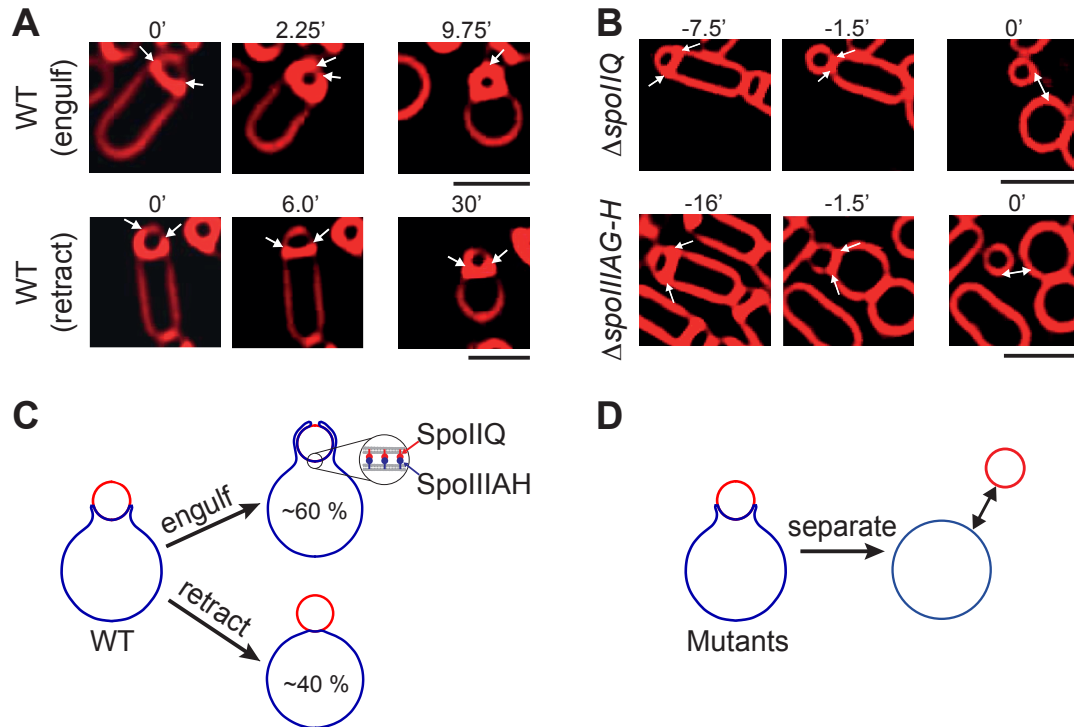 A
0’ 2.25’ 9.75’
WT
(engulf)
0’ 6.0’ 30’
WT
(retract)
B
-7.5’ -1.5’ 0’
ΔspoIIQ
-16’ -1.5’ 0’
ΔspoIIIAG-H
C
SpoIIQ
SpoIIIAH
engulf
~60 %
WT
retract
~40 %
D
separate
Mutants